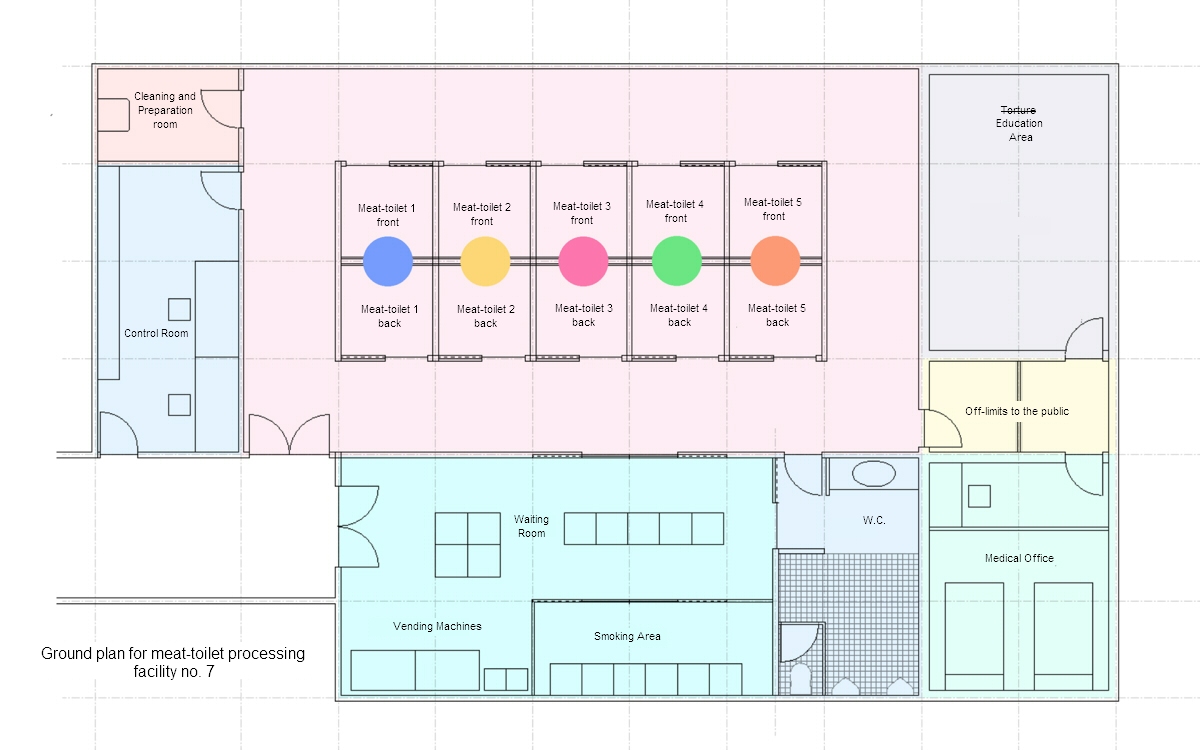 Cleaning and
Preparation
room
Torture
Education
Area
Meat-toilet 1
front
Meat-toilet 2
front
Meat-toilet 3
front
Meat-toilet 4
front
Meat-toilet 5
front
Meat-toilet 1
back
Meat-toilet 2
back
Meat-toilet 3
back
Meat-toilet 4
back
Meat-toilet 5
back
Control Room
Off-limits to the public
Waiting
Room
W.C.
Medical Office
Vending Machines
Smoking Area
Ground plan for meat-toilet processing
facility no. 7